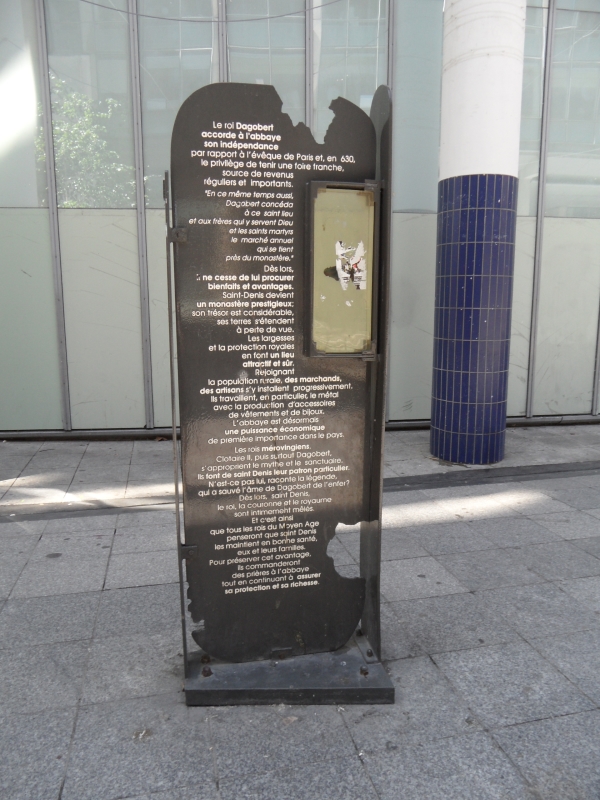 Le roi Dagobert
accorde à l'abbaye
son indépendance
par rapport à l'évêque de Paris et, en 630,
le privilège de tenir une foire franche,
source de revenus
réguliers et importants.
"En ce même temps aussi,
Dagobert concéda
à ce saint lieu
et aux frères qui y servent Dieu
et les saints martyrs
le marché annuel
qui se tient
près du monastère."
Dès lors,
ne cesse de lui procurer
bienfaits et avantages.
Saint-Denis devient
un monastère prestigieux:
son trésor est considérable,
ses terres s'étendent
à perte de vue.
Les largesses
et la protection royales
en font un lieu
attractif et sûr.
Rejoignant
la population rurale, des marchands,
des artisans s'y installent progressivement.
Ils travaillent, en particulier, le métal
avec la production d'accessoires
de vêtements et de bijoux.
L'abbaye est désormais
une puissance économique
de première importance dans le pays.
Les rois mérovingiens,
Clotaire II, puis surtout Dagobert,
s'approprient le mythe et le sanctuaire.
Ils font de saint Denis leur patron particulier.
N'est-ce pas lui, raconte la légende,
qui a sauvé l'âme de Dagobert de l'enfer?
Dès lors, saint Denis,
le roi, la couronne et le royaume
sont intimement mêlés.
Et c'est ainsi
que tous les rois du Moyen Age
penseront que saint Denis
les maintient en bonne santé,
eux et leurs familles.
Pour préserver cet avantage,
ils commanderont
des prières à l'abbaye
tout en continuant à assurer
sa protection et sa richesse.